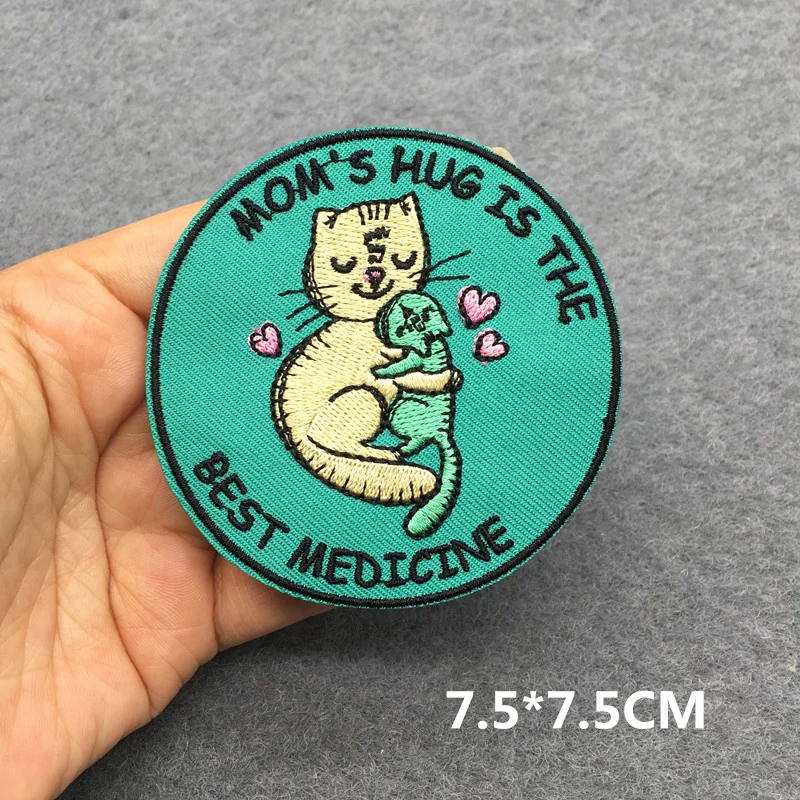 MOM'S HUG IS THE
BEST MEDICINE
7.5*7.5CM